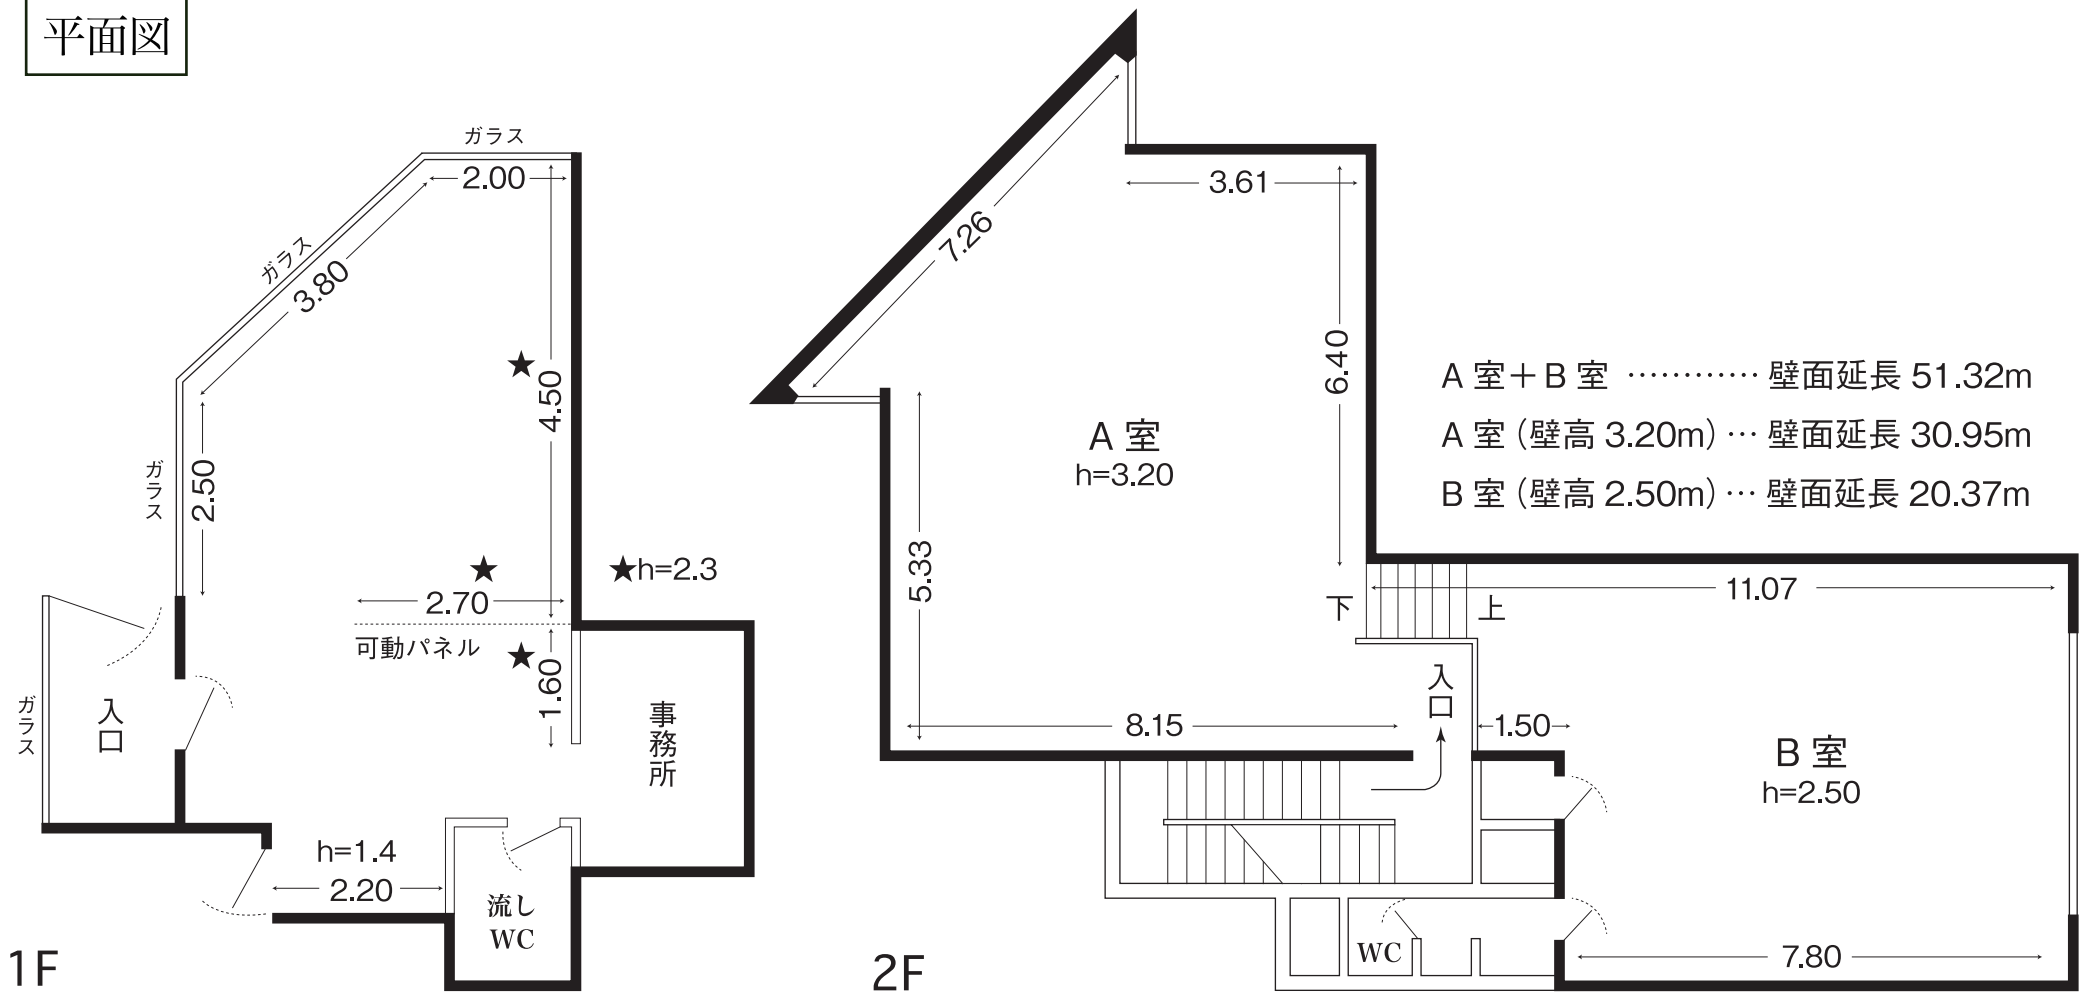 平面図
ガラス
2.00
ガラス
3.80
4.50
ガラス
2.50
★
★
★h=2.3
2.70
可動パネル
★
1.60
ガラス
入口
事務所
h=1.4
2.20
流し
WC
1F
3.61
7.26
6.40
A 室
h=3.20
5.33
下
上
11.07
入口
8.15
1.50
B 室
h=2.50
WC
7.80
2F
A 室＋B 室 ………… 壁面延長 51.32m
A 室（壁高 3.20m）… 壁面延長 30.95m
B 室（壁高 2.50m）… 壁面延長 20.37m